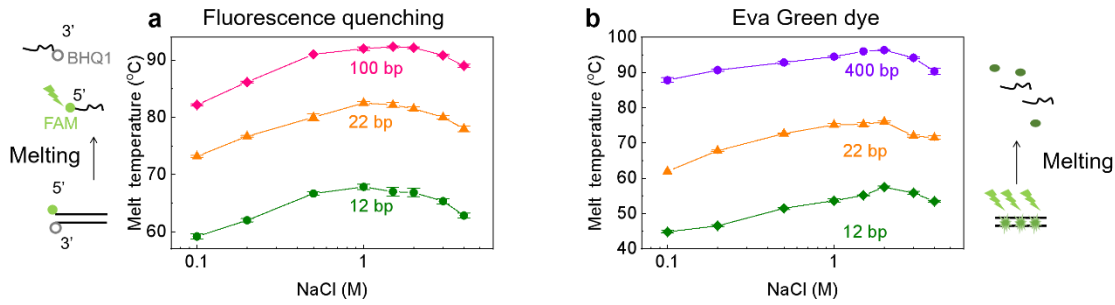 a Fluorescence quenching
3’
BHQ1
5’
FAM
Melting
5’
3’
Melt temperature (°C)
90
80
70
60
100 bp
22 bp
12 bp
0.1
1
NaCl (M)
b Eva Green dye
Melt temperature (°C)
100
90
80
70
60
50
40
400 bp
22 bp
12 bp
0.1
1
NaCl (M)
Melting